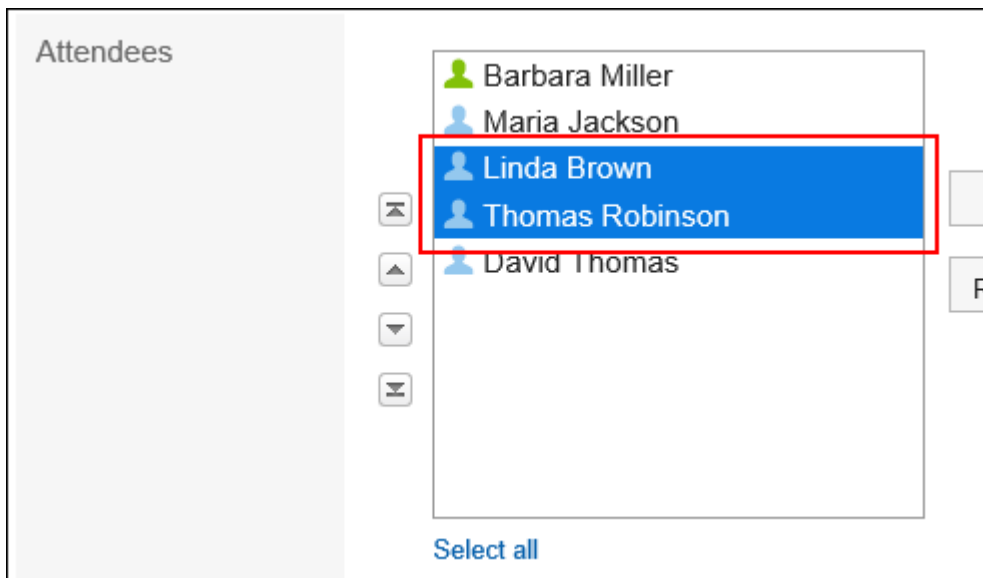 Attendees
Barbara Miller
Maria Jackson
Linda Brown
Thomas Robinson
David Thomas
Select all